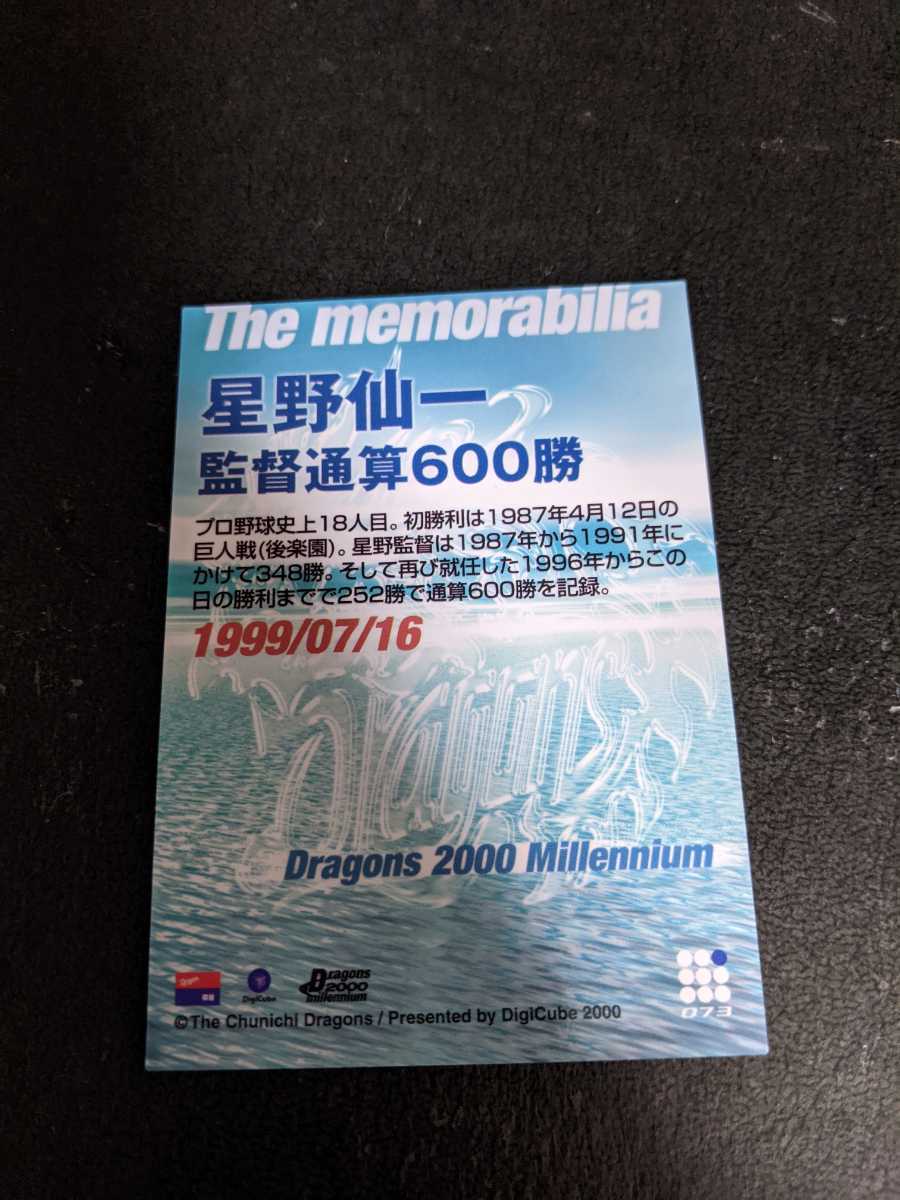 The memorabilia
星野仙一
監督通算600勝
プロ野球史上18人目。初勝利は1987年4月12日の
巨人戦(後楽園)。星野監督は1987年から1991年に
かけて348勝。そして再び就任した1996年からこの
日の勝利までで252勝で通算600勝を記録。
1999/07/16
Dragons
Dragons 2000 Millennium
DigiCube
Dragons
2000
millennium
073
©The Chunichi Dragons / Presented by DigiCube 2000